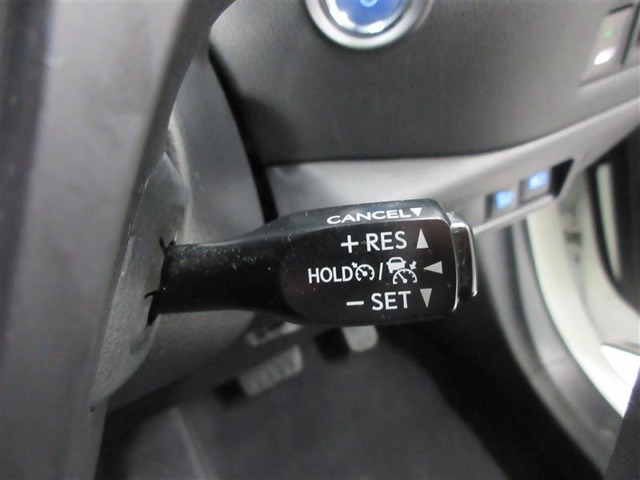 CANCEL▼
+ RES ▲
HOLD / ◀
− SET ▼